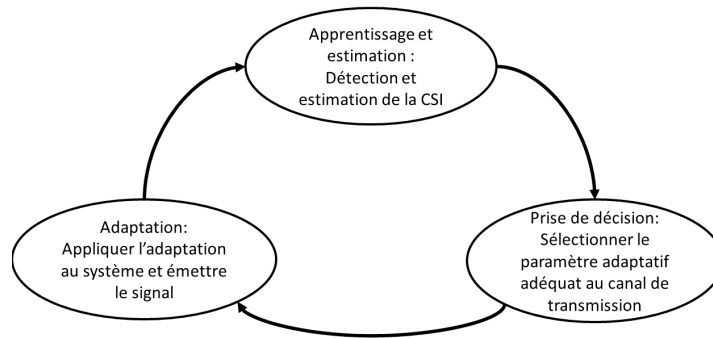 Apprentissage et
estimation :
Détection et
estimation de la CSI
Adaptation:
Appliquer l'adaptation
au système et émettre
le signal
Prise de décision:
Sélectionner le
paramètre adaptatif
adéquat au canal de
transmission